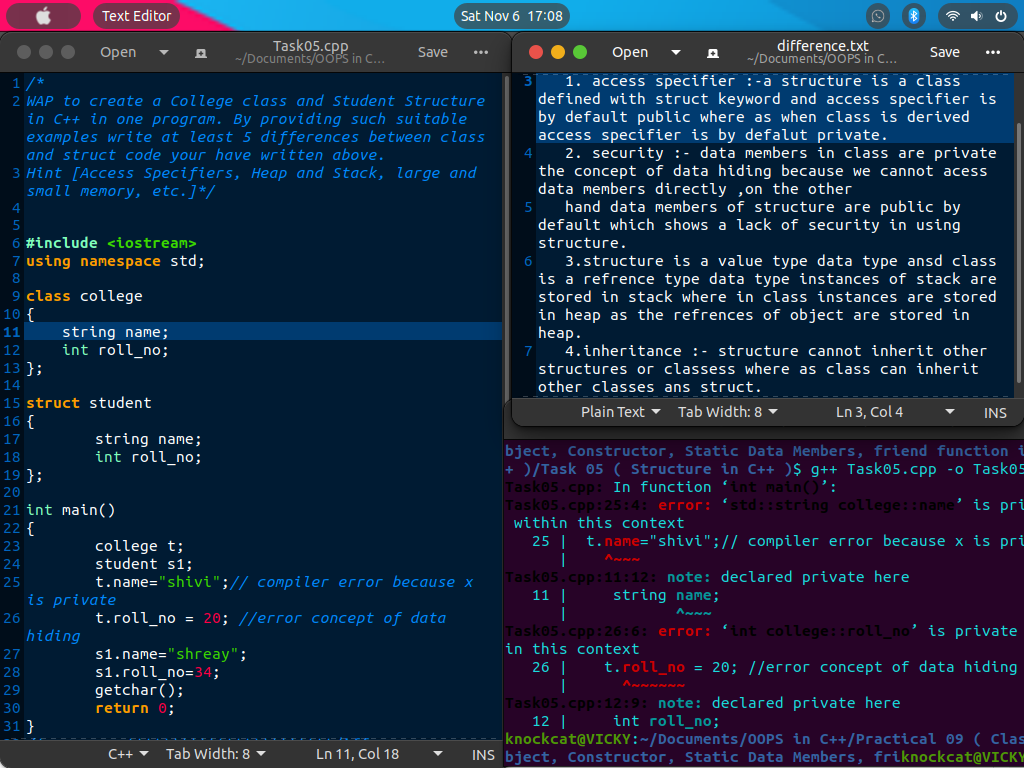 Text Editor
Sat Nov 6 17:08
Open
Task05.cpp
~/Documents/OOPS in C...
Save
1 /*
2 WAP to create a College class and Student Structure
in C++ in one program. By providing such suitable
examples write at least 5 differences between class
and struct code your have written above.
3 Hint [Access Specifiers, Heap and Stack, large and
small memory, etc.]*/
4
5
6 #include <iostream>
7 using namespace std;
8
9 class college
10 {
11 string name;
12 int roll_no;
13 };
14
15 struct student
16 {
17 string name;
18 int roll_no;
19 };
20
21 int main()
22 {
23 college t;
24 student s1;
25 t.name="shivi";// compiler error because x
is private
26 t.roll_no = 20; //error concept of data
hiding
27 s1.name="shreay";
28 s1.roll_no=34;
29 getchar();
30 return 0;
31 }
C++
Tab Width: 8
Ln 11, Col 18
INS
Open
difference.txt
~/Documents/OOPS in C...
Save
3 1. access specifier :-a structure is a class
defined with struct keyword and access specifier is
by default public where as when class is derived
access specifier is by defalut private.
4 2. security :- data members in class are private
the concept of data hiding because we cannot acess
data members directly ,on the other
5 hand data members of structure are public by
default which shows a lack of security in using
structure.
6 3.structure is a value type data type ansd class
is a refrence type data type instances of stack are
stored in stack where in class instances are stored
in heap as the refrences of object are stored in
heap.
7 4.inheritance :- structure cannot inherit other
structures or classess where as class can inherit
other classes ans struct.
Plain Text
Tab Width: 8
Ln 3, Col 4
INS
bject, Constructor, Static Data Members, friend function i
+ )/Task 05 ( Structure in C++ )$ g++ Task05.cpp -o Task05
Task05.cpp: In function ‘int main()’:
Task05.cpp:25:4: error: ‘std::string college::name’ is pri
within this context
25 | t.name="shivi";// compiler error because x is pri
| ^~~~
Task05.cpp:11:12: note: declared private here
11 | string name;
| ^~~~
Task05.cpp:26:6: error: ‘int college::roll_no’ is private
in this context
26 | t.roll_no = 20; //error concept of data hiding
| ^~~~~~~
Task05.cpp:12:9: note: declared private here
12 | int roll_no;
knockcat@VICKY:~/Documents/OOPS in C++/Practical 09 ( Clas
bject, Constructor, Static Data Members, friknockcat@VICKY